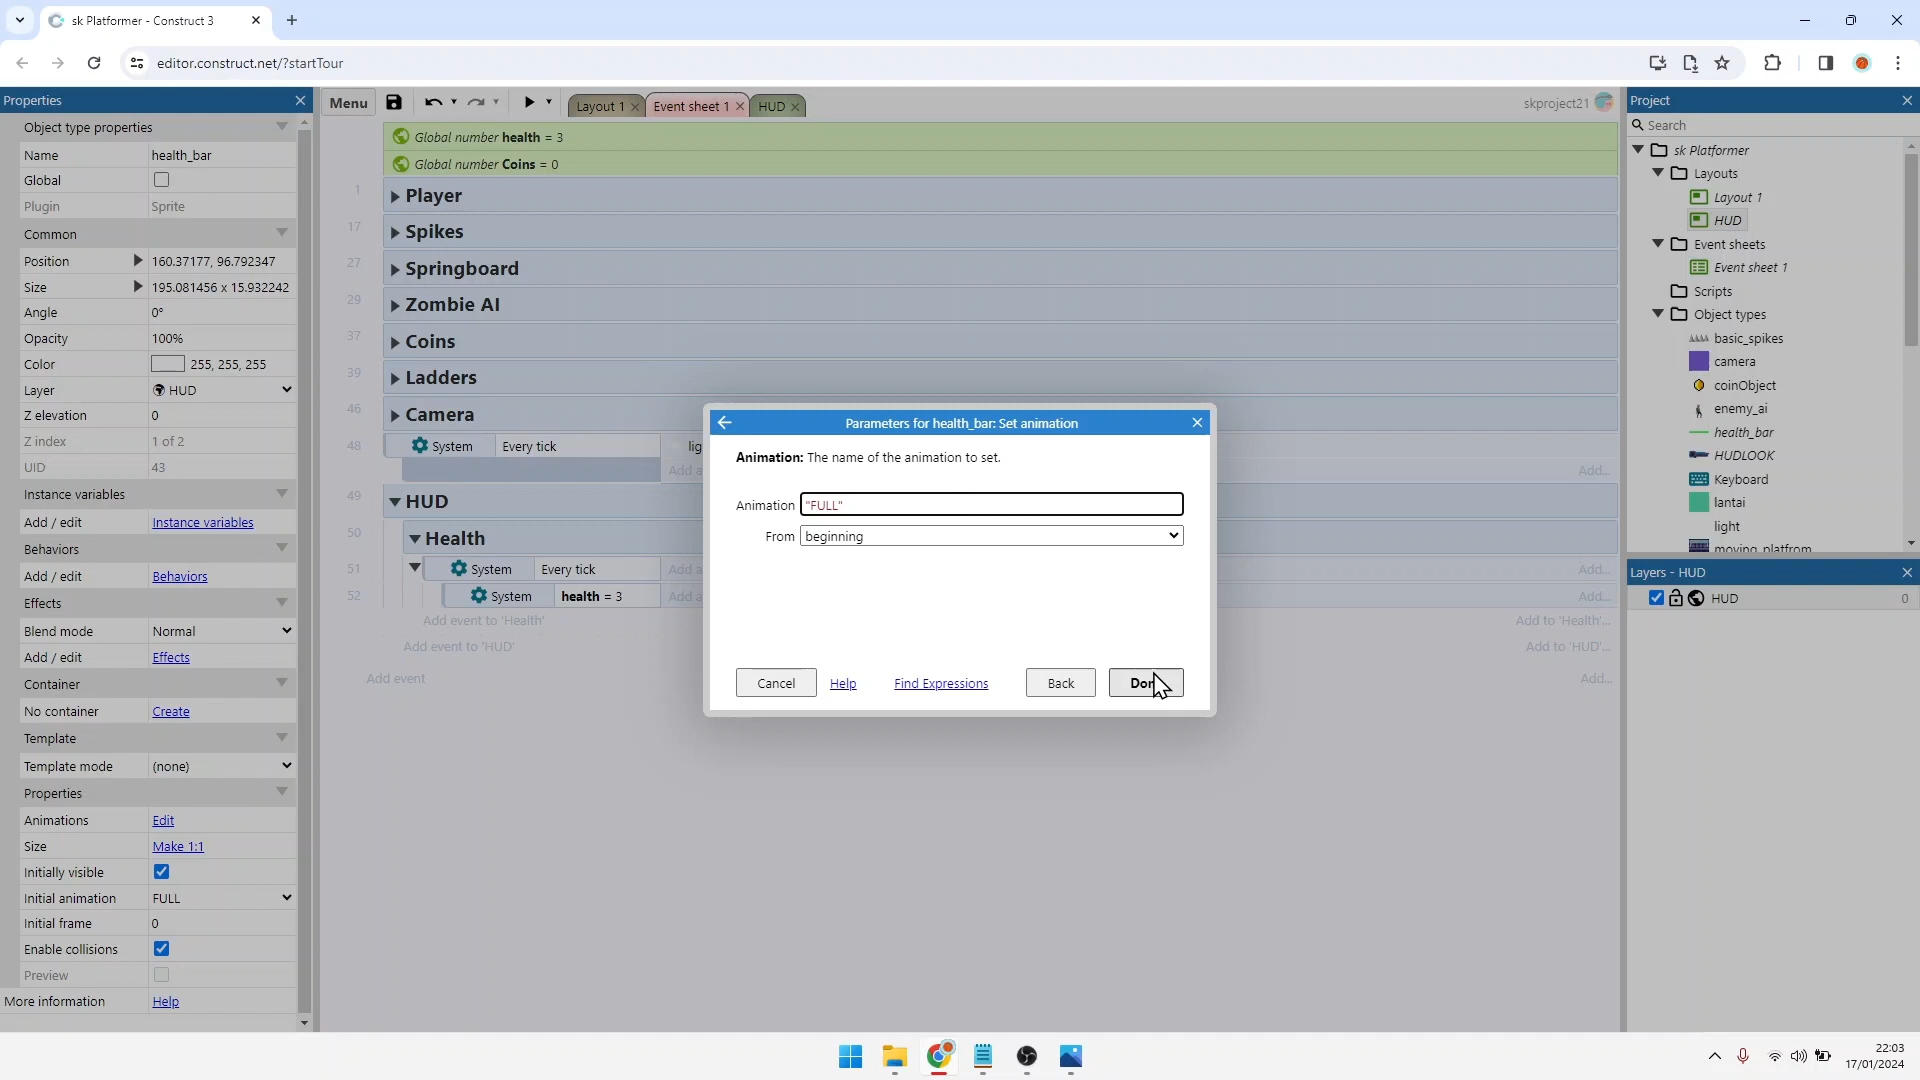 sk Platformer - Construct 3
editor.construct.net/?startTour
Properties
Object type properties
Name health_bar
Global
Plugin Sprite
Common
Position 160.37177, 96.792347
Size 195.081456 x 15.932242
Angle 0°
Opacity 100%
Color 255, 255, 255
Layer HUD
Z elevation 0
Z index 1 of 2
UID 43
Instance variables
Add / edit Instance variables
Behaviors
Add / edit Behaviors
Effects
Blend mode Normal
Add / edit Effects
Container
No container Create
Template
Template mode (none)
Properties
Animations Edit
Size Make 1:1
Initially visible
Initial animation FULL
Initial frame 0
Enable collisions
Preview
More information Help
Menu
Layout 1
Event sheet 1
HUD
skproject21
Global number health = 3
Global number Coins = 0
1 Player
17 Spikes
27 Springboard
29 Zombie AI
37 Coins
39 Ladders
46 Camera
48 System Every tick lig
Add a
Add...
49 HUD
50 Health
51 System Every tick Add a
Add...
52 System health = 3 Add a
Add...
Add event to 'Health'
Add to 'Health'...
Add event to 'HUD'
Add to 'HUD'...
Add event
Add...
Parameters for health_bar: Set animation
Animation: The name of the animation to set.
Animation "FULL"
From beginning
Cancel
Help
Find Expressions
Back
Project
Search
sk Platformer
Layouts
Layout 1
HUD
Event sheets
Event sheet 1
Scripts
Object types
basic_spikes
camera
coinObject
enemy_ai
health_bar
HUDLOOK
Keyboard
lantai
light
moving_platfrom
Layers - HUD
HUD 0
22:03
17/01/2024